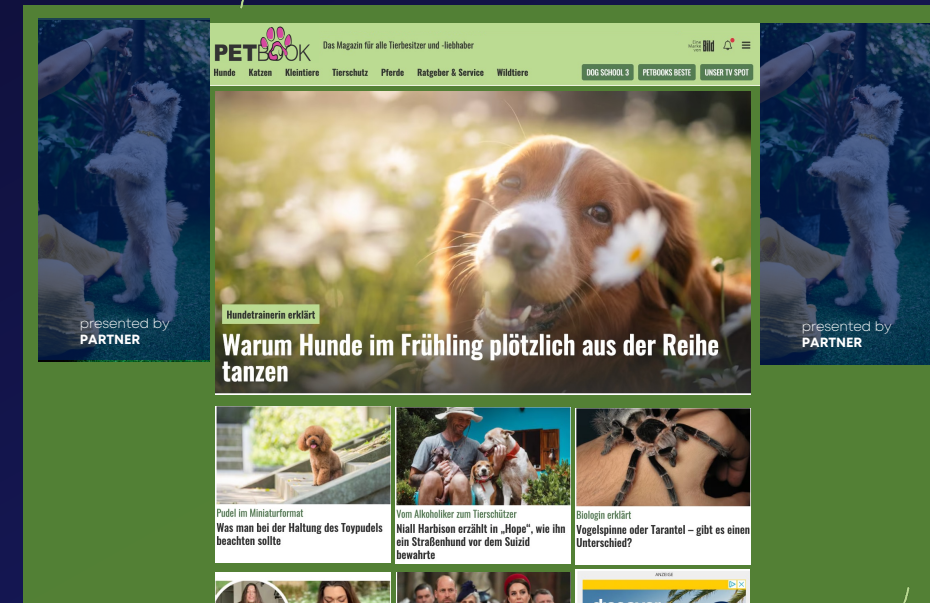 PETBOOK
Das Magazin für alle Tierbesitzer und -liebhaber
Eine Marke von Bild
Hunde Katzen Kleintiere Tierschutz Pferde Ratgeber & Service Wildtiere
DOG SCHOOL 3 PETBOOKS BESTE UNSER TV SPOT
presented by
PARTNER
Hundetrainerin erklärt
Warum Hunde im Frühling plötzlich aus der Reihe
tanzen
presented by
PARTNER
Pudel im Miniaturformat
Was man bei der Haltung des Toypudels
beachten sollte
Vom Alkoholiker zum Tierschützer
Niall Harbison erzählt in „Hope“, wie ihn
ein Straßenhund vor dem Suizid
bewahrte
Biologin erklärt
Vogelspinne oder Tarantel – gibt es einen
Unterschied?
ANZEIGE